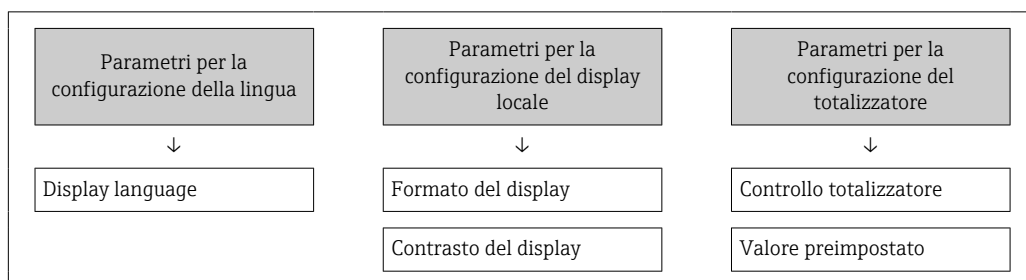 Parametri per la
configurazione della lingua
Parametri per la
configurazione del display
locale
Parametri per la
configurazione del
totalizzatore
↓
↓
↓
Display language
Formato del display
Controllo totalizzatore
Contrasto del display
Valore preimpostato